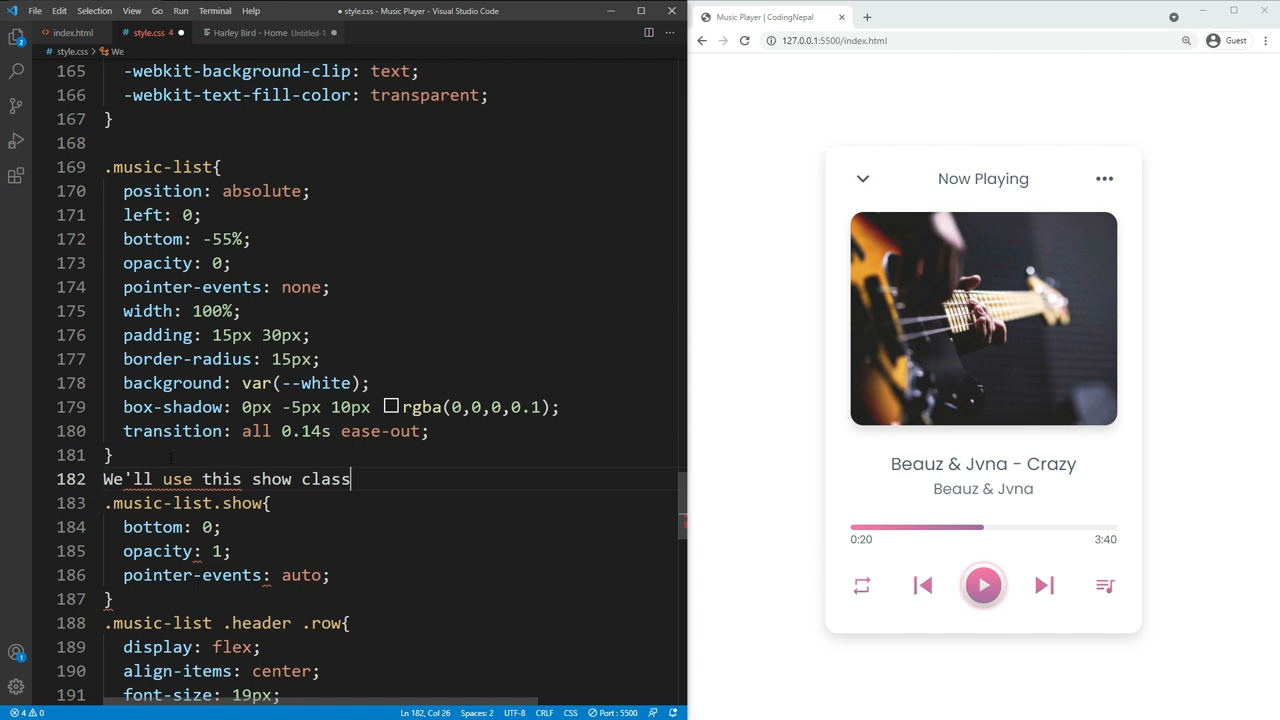 File Edit Selection View Go Run Terminal Help
● style.css - Music Player - Visual Studio Code
index.html
style.css 4 ●
Harley Bird - Home Untitled-1 ●
# style.css > We
165 -webkit-background-clip: text;
166 -webkit-text-fill-color: transparent;
167 }
168
169 .music-list{
170 position: absolute;
171 left: 0;
172 bottom: -55%;
173 opacity: 0;
174 pointer-events: none;
175 width: 100%;
176 padding: 15px 30px;
177 border-radius: 15px;
178 background: var(--white);
179 box-shadow: 0px -5px 10px rgba(0,0,0,0.1);
180 transition: all 0.14s ease-out;
181 }
182 We'll use this show class
183 .music-list.show{
184 bottom: 0;
185 opacity: 1;
186 pointer-events: auto;
187 }
188 .music-list .header .row{
189 display: flex;
190 align-items: center;
191 font-size: 19px;
2
1
4 0
Ln 182, Col 26 Spaces: 2 UTF-8 CRLF CSS Port : 5500
Music Player | CodingNepal
127.0.0.1:5500/index.html
Guest
Now Playing
Beauz & Jvna - Crazy
Beauz & Jvna
0:20 3:40